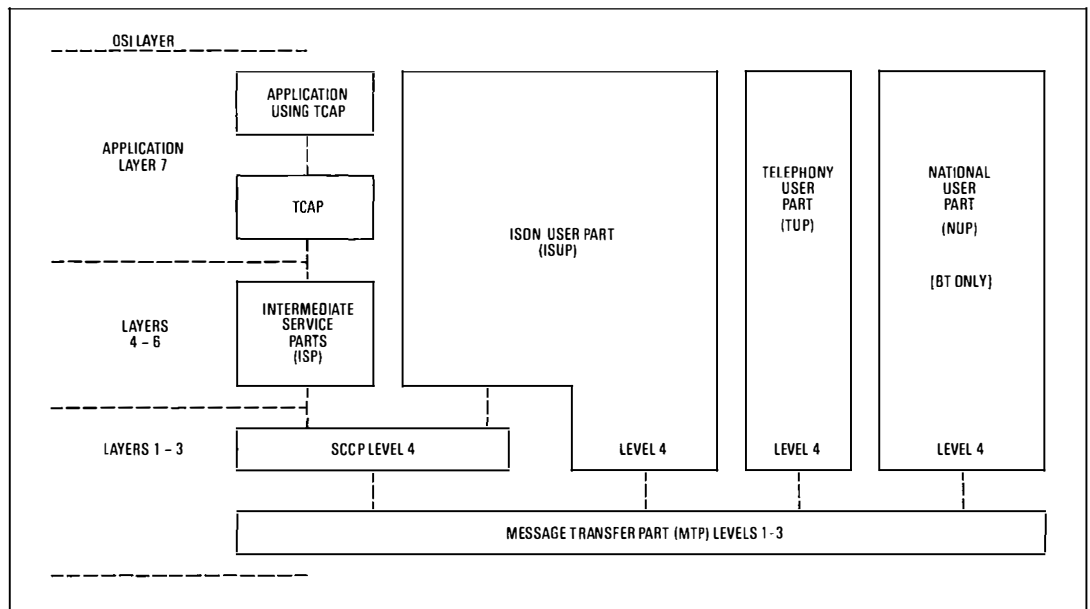 OSI LAYER
APPLICATION
LAYER 7
LAYERS
4 – 6
LAYERS 1 – 3
APPLICATION
USING TCAP
TCAP
INTERMEDIATE
SERVICE
PARTS
(ISP)
SCCP LEVEL 4
ISDN USER PART
(ISUP)
LEVEL 4
TELEPHONY
USER
PART
(TUP)
LEVEL 4
NATIONAL
USER
PART
(NUP)
(BT ONLY)
LEVEL 4
MESSAGE TRANSFER PART (MTP) LEVELS 1-3